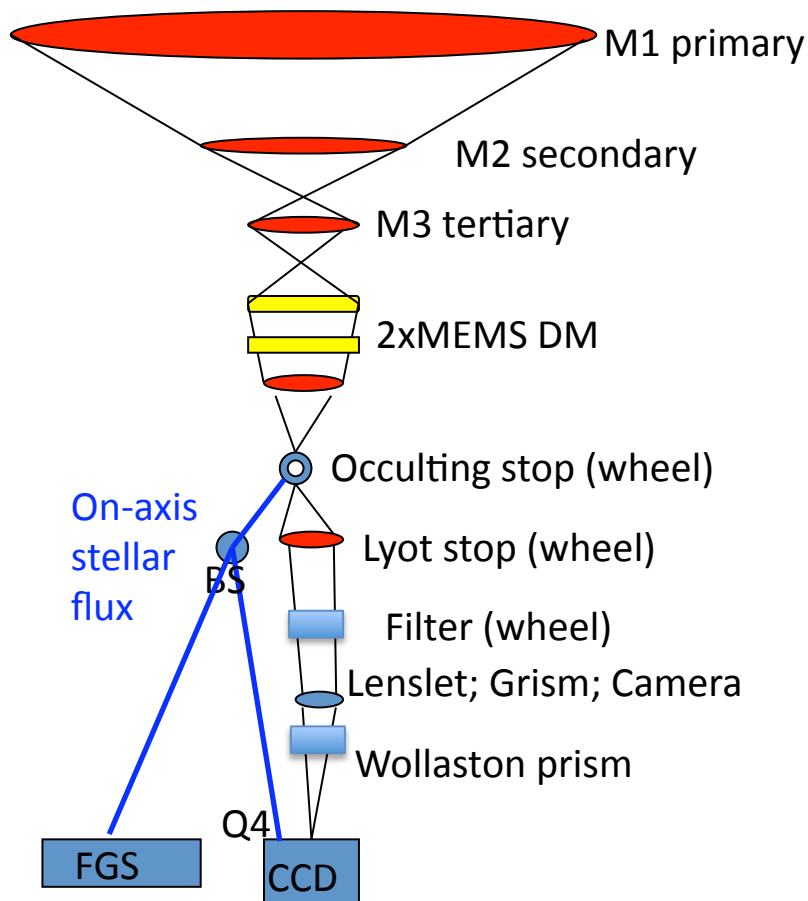 M1 primary
M2 secondary
M3 tertiary
2xMEMS DM
Occulting stop (wheel)
On-axis
stellar
flux
BS
Lyot stop (wheel)
Filter (wheel)
Lenslet; Grism; Camera
Wollaston prism
Q4
FGS
CCD